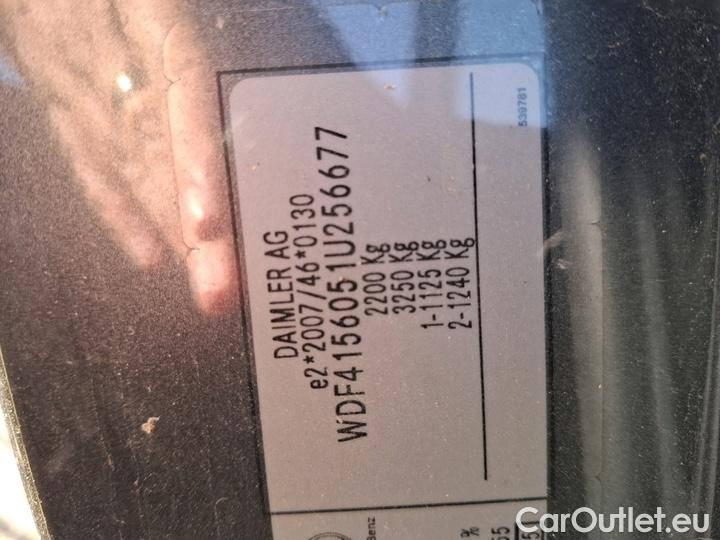 DAIMLER AG
e2*2007/46*0130
WDF4156051U256677
2200 Kg
3250 Kg
1-1125 Kg
2-1240 Kg
539781
Benz
%
CarOutlet.eu